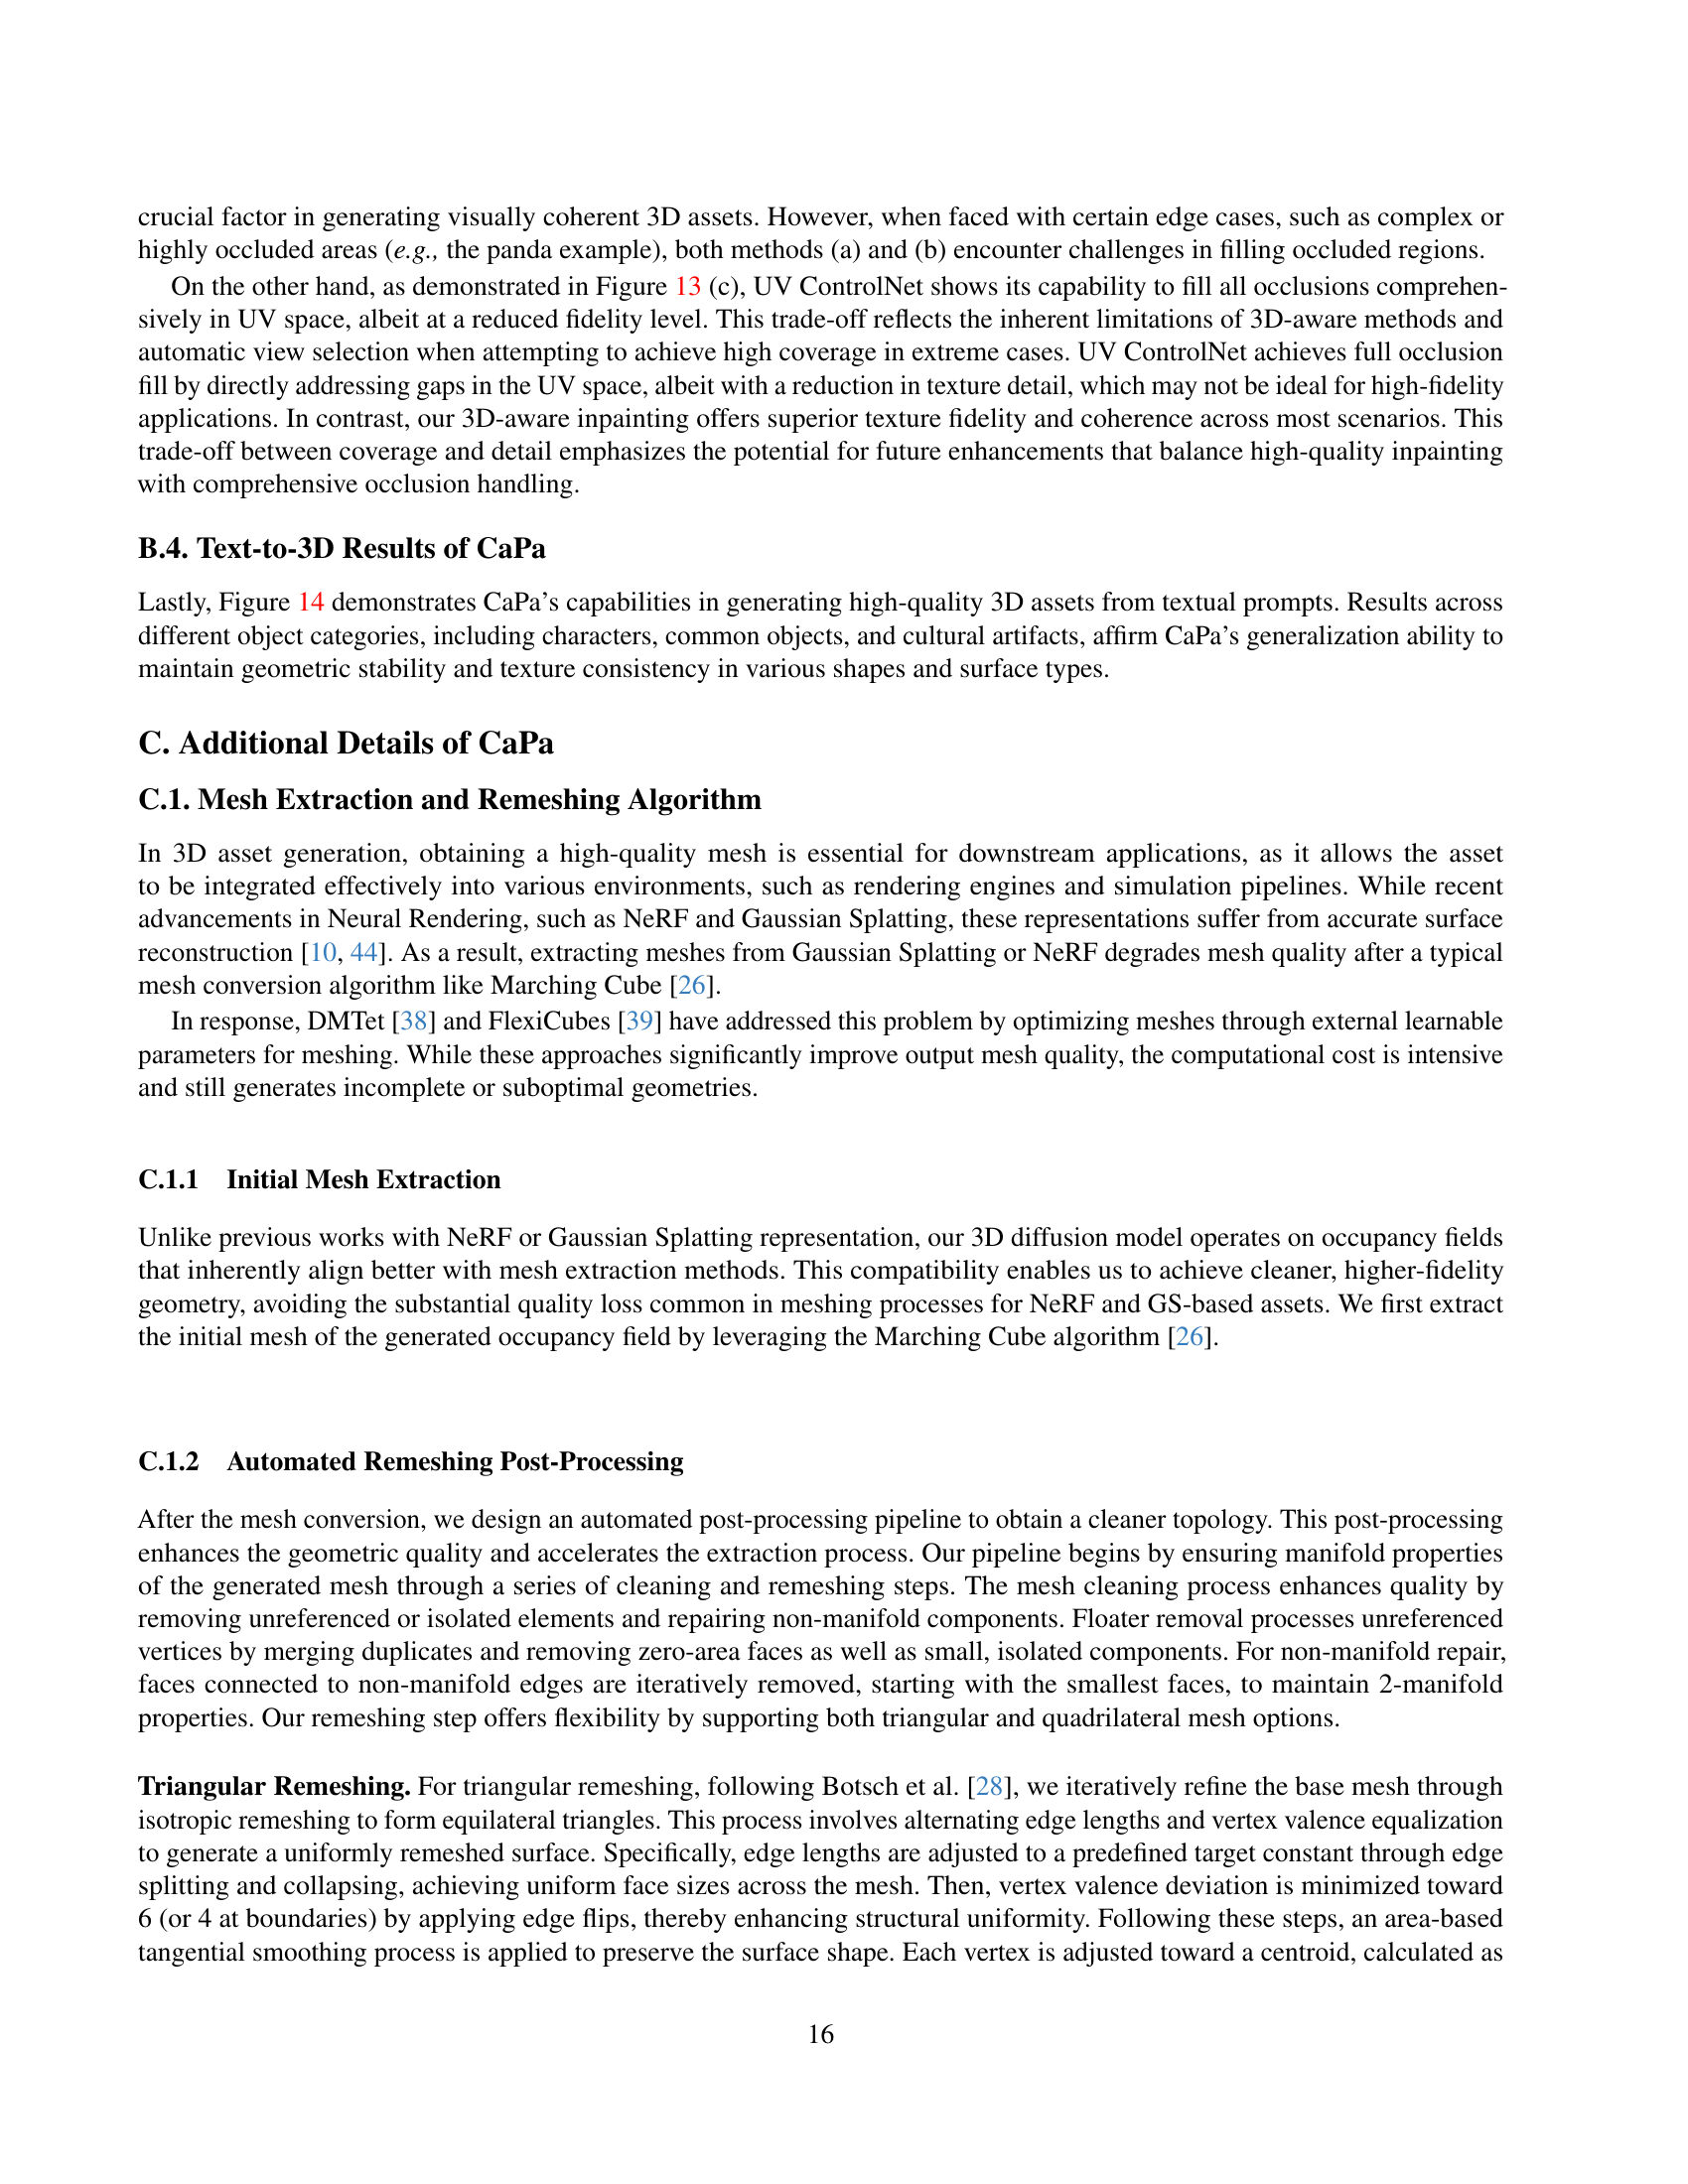 crucial factor in generating visually coherent 3D assets. However, when faced with certain edge cases, such as complex or
highly occluded areas (e.g., the panda example), both methods (a) and (b) encounter challenges in filling occluded regions.
On the other hand, as demonstrated in Figure 13 (c), UV ControlNet shows its capability to fill all occlusions comprehen-
sively in UV space, albeit at a reduced fidelity level. This trade-off reflects the inherent limitations of 3D-aware methods and
automatic view selection when attempting to achieve high coverage in extreme cases. UV ControlNet achieves full occlusion
fill by directly addressing gaps in the UV space, albeit with a reduction in texture detail, which may not be ideal for high-fidelity
applications. In contrast, our 3D-aware inpainting offers superior texture fidelity and coherence across most scenarios. This
trade-off between coverage and detail emphasizes the potential for future enhancements that balance high-quality inpainting
with comprehensive occlusion handling.
B.4. Text-to-3D Results of CaPa
Lastly, Figure 14 demonstrates CaPa's capabilities in generating high-quality 3D assets from textual prompts. Results across
different object categories, including characters, common objects, and cultural artifacts, affirm CaPa's generalization ability to
maintain geometric stability and texture consistency in various shapes and surface types.
C. Additional Details of CaPa
C.1. Mesh Extraction and Remeshing Algorithm
In 3D asset generation, obtaining a high-quality mesh is essential for downstream applications, as it allows the asset
to be integrated effectively into various environments, such as rendering engines and simulation pipelines. While recent
advancements in Neural Rendering, such as NeRF and Gaussian Splatting, these representations suffer from accurate surface
reconstruction [10, 44]. As a result, extracting meshes from Gaussian Splatting or NeRF degrades mesh quality after a typical
mesh conversion algorithm like Marching Cube [26].
In response, DMTet [38] and FlexiCubes [39] have addressed this problem by optimizing meshes through external learnable
parameters for meshing. While these approaches significantly improve output mesh quality, the computational cost is intensive
and still generates incomplete or suboptimal geometries.
C.1.1 Initial Mesh Extraction
Unlike previous works with NeRF or Gaussian Splatting representation, our 3D diffusion model operates on occupancy fields
that inherently align better with mesh extraction methods. This compatibility enables us to achieve cleaner, higher-fidelity
geometry, avoiding the substantial quality loss common in meshing processes for NeRF and GS-based assets. We first extract
the initial mesh of the generated occupancy field by leveraging the Marching Cube algorithm [26].
C.1.2 Automated Remeshing Post-Processing
After the mesh conversion, we design an automated post-processing pipeline to obtain a cleaner topology. This post-processing
enhances the geometric quality and accelerates the extraction process. Our pipeline begins by ensuring manifold properties
of the generated mesh through a series of cleaning and remeshing steps. The mesh cleaning process enhances quality by
removing unreferenced or isolated elements and repairing non-manifold components. Floater removal processes unreferenced
vertices by merging duplicates and removing zero-area faces as well as small, isolated components. For non-manifold repair,
faces connected to non-manifold edges are iteratively removed, starting with the smallest faces, to maintain 2-manifold
properties. Our remeshing step offers flexibility by supporting both triangular and quadrilateral mesh options.
Triangular Remeshing. For triangular remeshing, following Botsch et al. [28], we iteratively refine the base mesh through
isotropic remeshing to form equilateral triangles. This process involves alternating edge lengths and vertex valence equalization
to generate a uniformly remeshed surface. Specifically, edge lengths are adjusted to a predefined target constant through edge
splitting and collapsing, achieving uniform face sizes across the mesh. Then, vertex valence deviation is minimized toward
6 (or 4 at boundaries) by applying edge flips, thereby enhancing structural uniformity. Following these steps, an area-based
tangential smoothing process is applied to preserve the surface shape. Each vertex is adjusted toward a centroid, calculated as
16